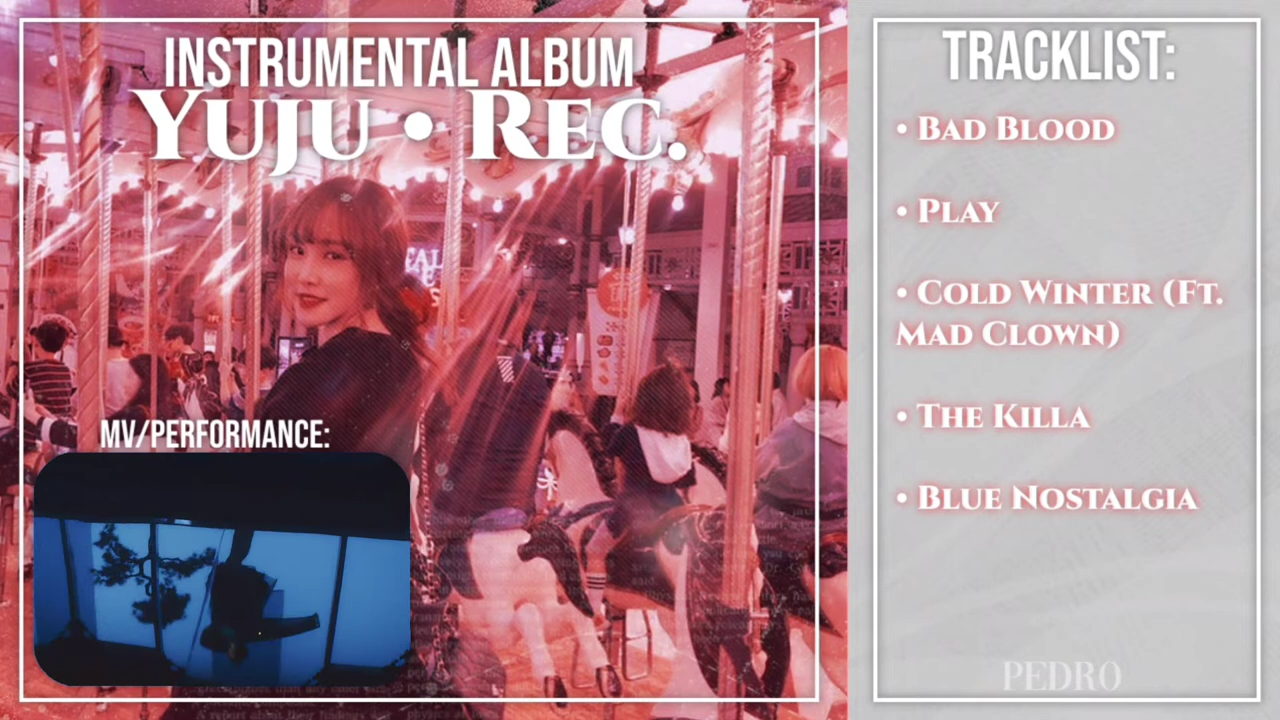 INSTRUMENTAL ALBUM
YUJU • REC.
MV/PERFORMANCE:
TRACKLIST:
• BAD BLOOD
• PLAY
• COLD WINTER (FT.
MAD CLOWN)
• THE KILLA
• BLUE NOSTALGIA
PEDRO